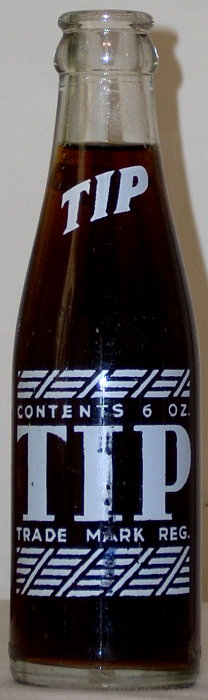 TIP
CONTENTS 6 OZ.
TIP
TRADE MARK REG.